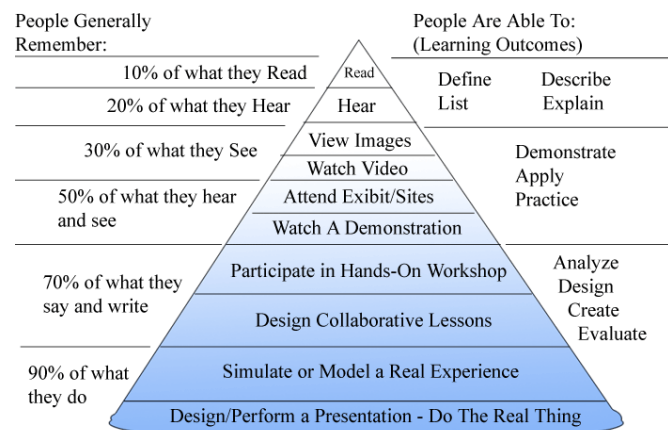 People Generally
Remember:
People Are Able To:
(Learning Outcomes)
10% of what they Read
Read
Define
Describe
List
Explain
20% of what they Hear
Hear
30% of what they See
View Images
Watch Video
Demonstrate
Apply
Practice
50% of what they hear
and see
Attend Exibit/Sites
Watch A Demonstration
70% of what they
say and write
Participate in Hands-On Workshop
Design Collaborative Lessons
Analyze
Design
Create
Evaluate
90% of what
they do
Simulate or Model a Real Experience
Design/Perform a Presentation - Do The Real Thing